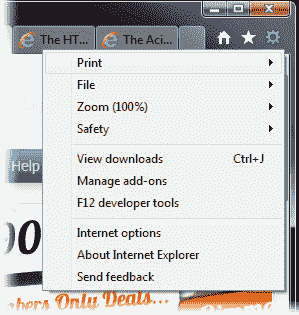 The HT... The Aci...
Print
File
Zoom (100%)
Safety
View downloads Ctrl+J
Manage add-ons
F12 developer tools
Internet options
About Internet Explorer
Send feedback
Help
bers Only Deals...